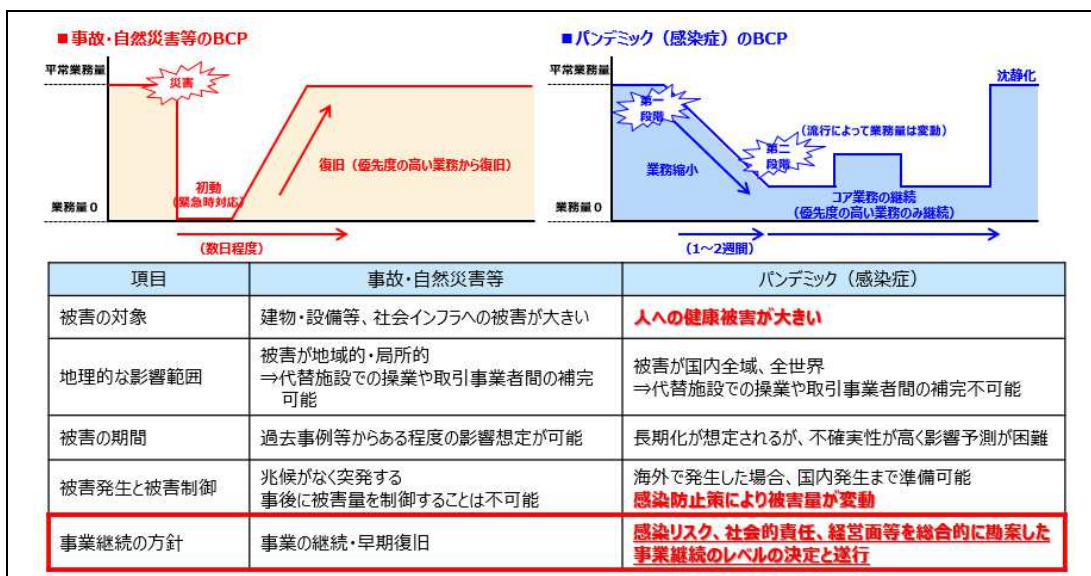 ■事故・自然災害等のBCP
平常業務量
災害
初動
(緊急時対応)
復旧（優先度の高い業務から復旧）
業務量０
(数日程度)
■パンデミック（感染症）のBCP
平常業務量
第一
段階
沈静化
(流行によって業務量は変動)
第二
段階
業務縮小
コア業務の継続
(優先度の高い業務のみ継続)
業務量０
(1～2週間)
項目
事故・自然災害等
パンデミック（感染症）
被害の対象
建物・設備等、社会インフラへの被害が大きい
人への健康被害が大きい
地理的な影響範囲
被害が地域的・局所的
⇒代替施設での操業や取引事業者間の補完
可能
被害が国内全域、全世界
⇒代替施設での操業や取引事業者間の補完不可能
被害の期間
過去事例等からある程度の影響想定が可能
長期化が想定されるが、不確実性が高く影響予測が困難
被害発生と被害制御
兆候がなく突発する
事後に被害量を制御することは不可能
海外で発生した場合、国内発生まで準備可能
感染防止策により被害量が変動
事業継続の方針
事業の継続・早期復旧
感染リスク、社会的責任、経営面等を総合的に勘案した
事業継続のレベルの決定と遂行